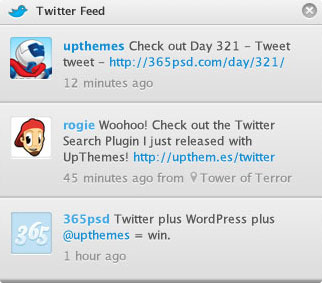 Twitter Feed
upthemes Check out Day 321 - Tweet
tweet - http://365psd.com/day/321/
12 minutes ago
rogie Woohoo! Check out the Twitter
Search Plugin I just released with
UpThemes! http://upthem.es/twitter
45 minutes ago from Tower of Terror
365
365psd Twitter plus WordPress plus
@upthemes = win.
1 hour ago